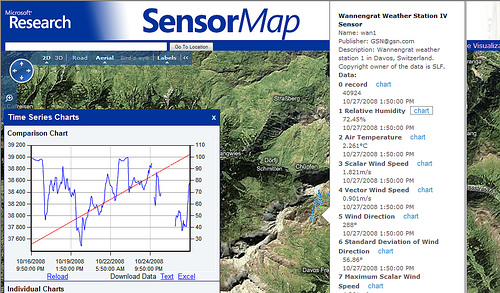 Microsoft
Research
SensorMap
Go To Location
2D 3D Road Aerial Bird's eye Labels
Time Series Charts x
Comparison Chart
39 200
39 000
38 800
38 600
38 400
38 200
38 000
37 800
37 600
110
100
90
80
70
60
50
40
30
10/16/2008 10/19/2008 10/22/2008 10/24/2008
9:50:00 PM 1:50:00 PM 5:50:00 AM 9:50:00 PM
Reload Download Data Text Excel
Individual Charts
Strassberg
Dörfji
Schmitten
Wannengrat Weather Station IV
Sensor
Name: wan1
Publisher: GSN@gsn.com
Description: Wannengrat weather
station 1 in Davos, Switzerland.
Copyright owner of the data is SLF.
Data:
0 record chart
40924
10/27/2008 1:50:00 PM
1 Relative Humidity chart
72.45%
10/27/2008 1:50:00 PM
2 Air Temperature chart
2.261°C
10/27/2008 1:50:00 PM
3 Scalar Wind Speed chart
1.821m/s
10/27/2008 1:50:00 PM
4 Vector Wind Speed chart
0.901m/s
10/27/2008 1:50:00 PM
5 Wind Direction chart
288°
10/27/2008 1:50:00 PM
6 Standard Deviation of Wind
Direction chart
56.86°
10/27/2008 1:50:00 PM
7 Maximum Scalar Wind
Speed chart
e Visualiza